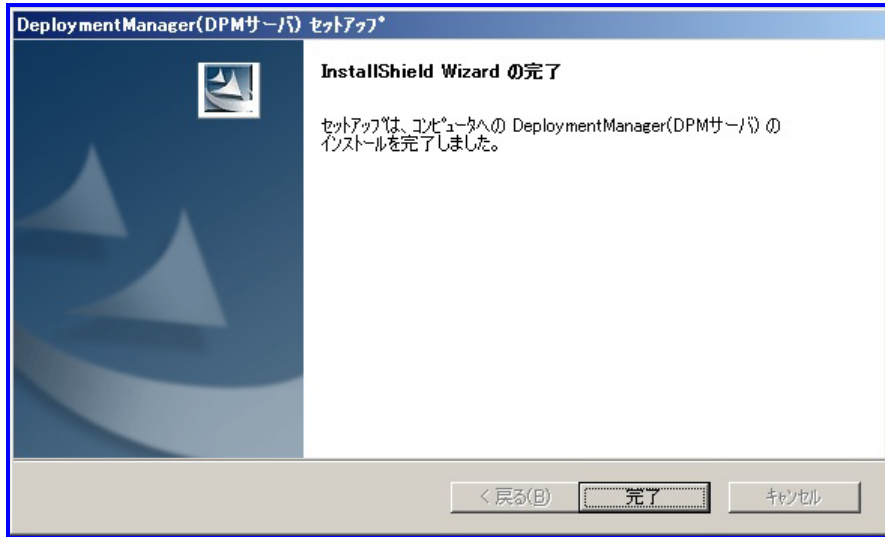 DeploymentManager(DPMサーバ) セットアップ
InstallShield Wizard の完了
セットアップは、コンピュータへの DeploymentManager(DPMサーバ) の
インストールを完了しました。
< 戻る(B)
完了
キャンセル